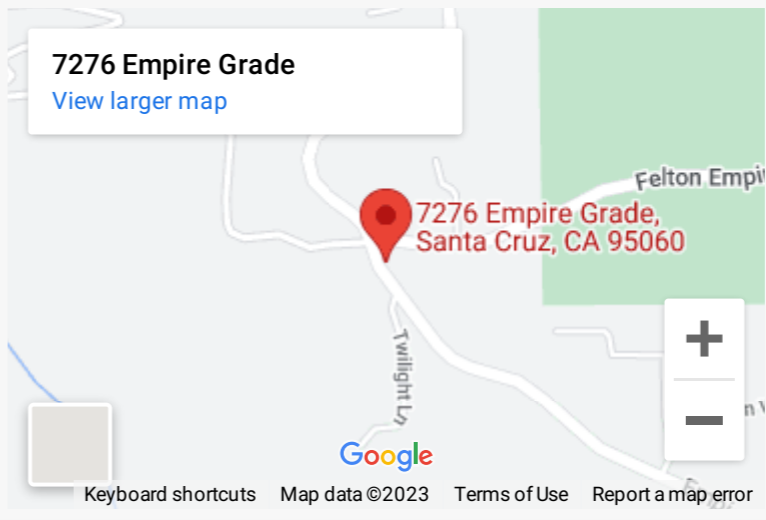 7276 Empire Grade
View larger map
Felton Empi
7276 Empire Grade,
Santa Cruz, CA 95060
Twilight Ln
Google
Keyboard shortcuts
Map data ©2023
Terms of Use
Report a map error